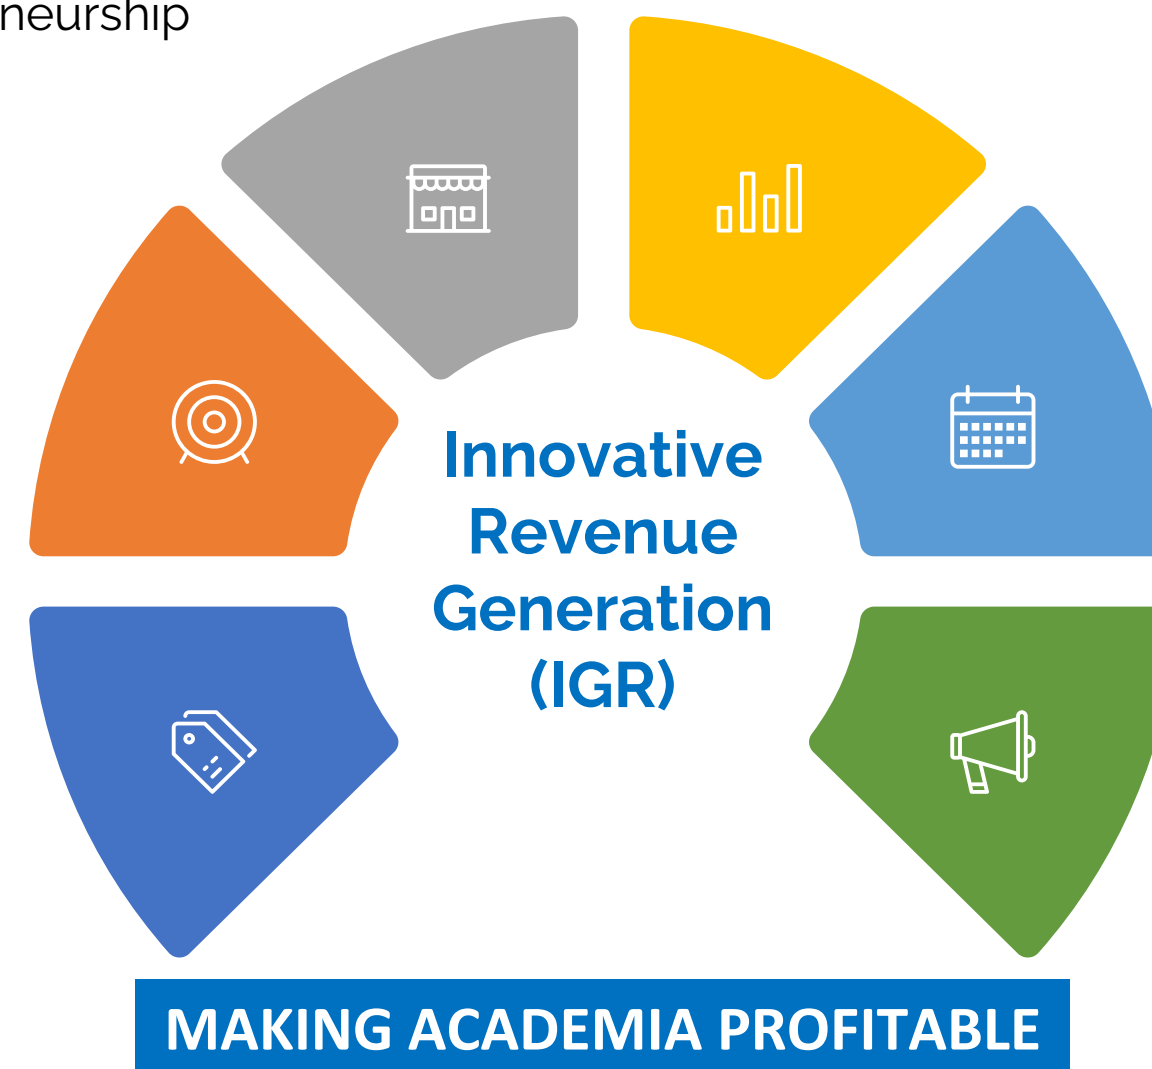 neurship
Innovative
Revenue
Generation
(IGR)
MAKING ACADEMIA PROFITABLE